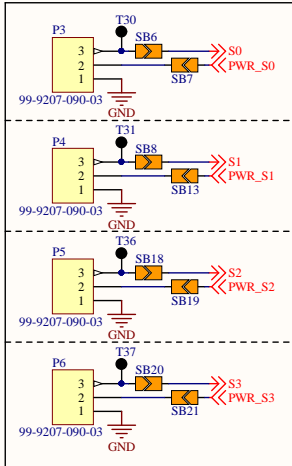 T30
P3
SB6
3
S0
2
PWR_S0
1
SB7
99-9207-090-03
GND
T31
P4
SB8
3
S1
2
PWR_S1
1
SB13
99-9207-090-03
GND
T36
P5
SB18
3
S2
2
PWR_S2
1
SB19
99-9207-090-03
GND
T37
P6
SB20
3
S3
2
PWR_S3
1
SB21
99-9207-090-03
GND